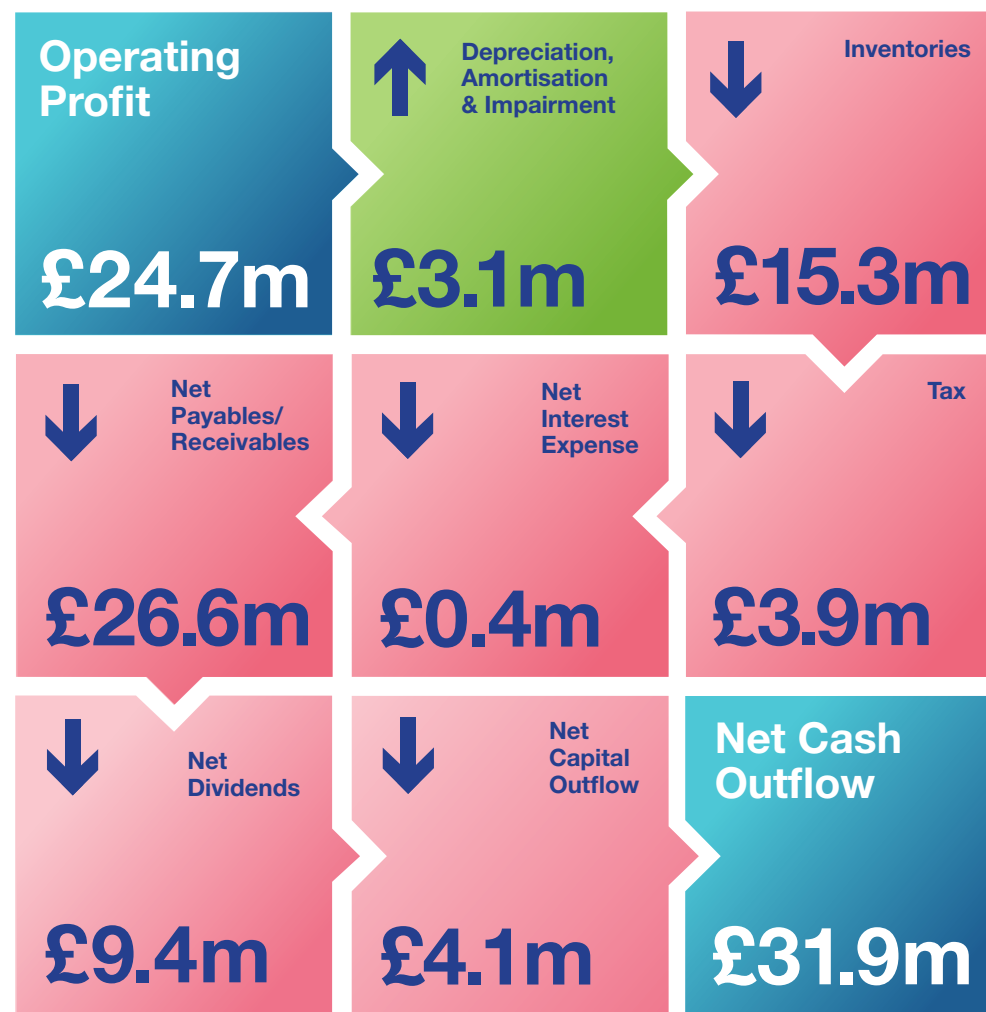 Operating
Profit
£24.7m
Depreciation,
Amortisation
& Impairment
£3.1m
Inventories
£15.3m
Tax
£3.9m
Net
Interest
Expense
£0.4m
Net
Payables/
Receivables
£26.6m
Net
Dividends
£9.4m
Net
Capital
Outflow
£4.1m
Net Cash
Outflow
£31.9m